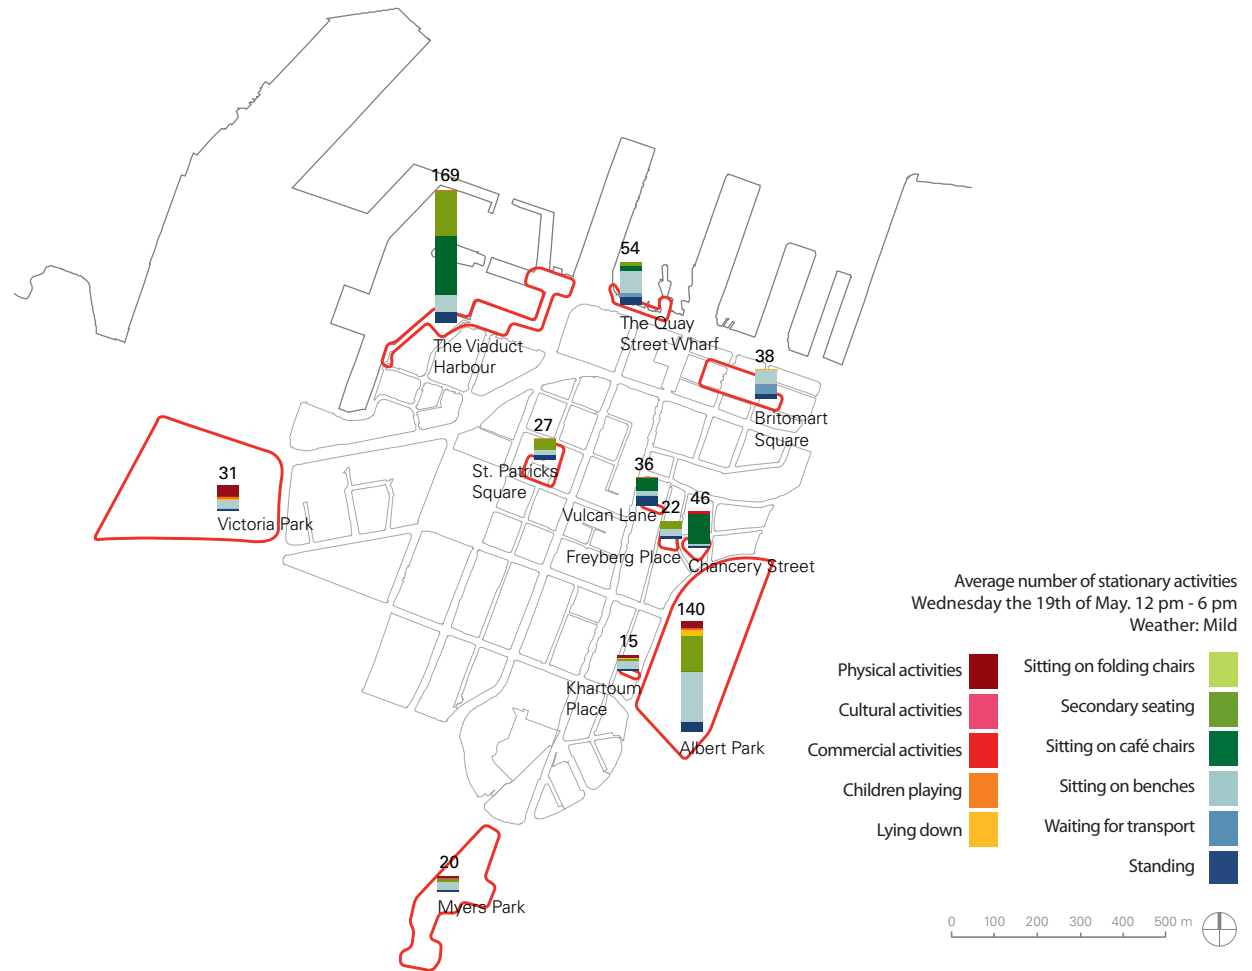 169
54
The Quay
Street Wharf
The Viaduct
Harbour
38
Britomart
Square
27
St. Patricks
Square
36
Vulcan Lane
22
46
31
Victoria Park
Freyberg Place
Chancery Street
140
15
Khartoum
Place
Albert Park
20
Myers Park
Average number of stationary activities
Wednesday the 19th of May. 12 pm - 6 pm
Weather: Mild
Physical activities
Cultural activities
Commercial activities
Children playing
Lying down
Sitting on folding chairs
Secondary seating
Sitting on café chairs
Sitting on benches
Waiting for transport
Standing
0 100 200 300 400 500 m